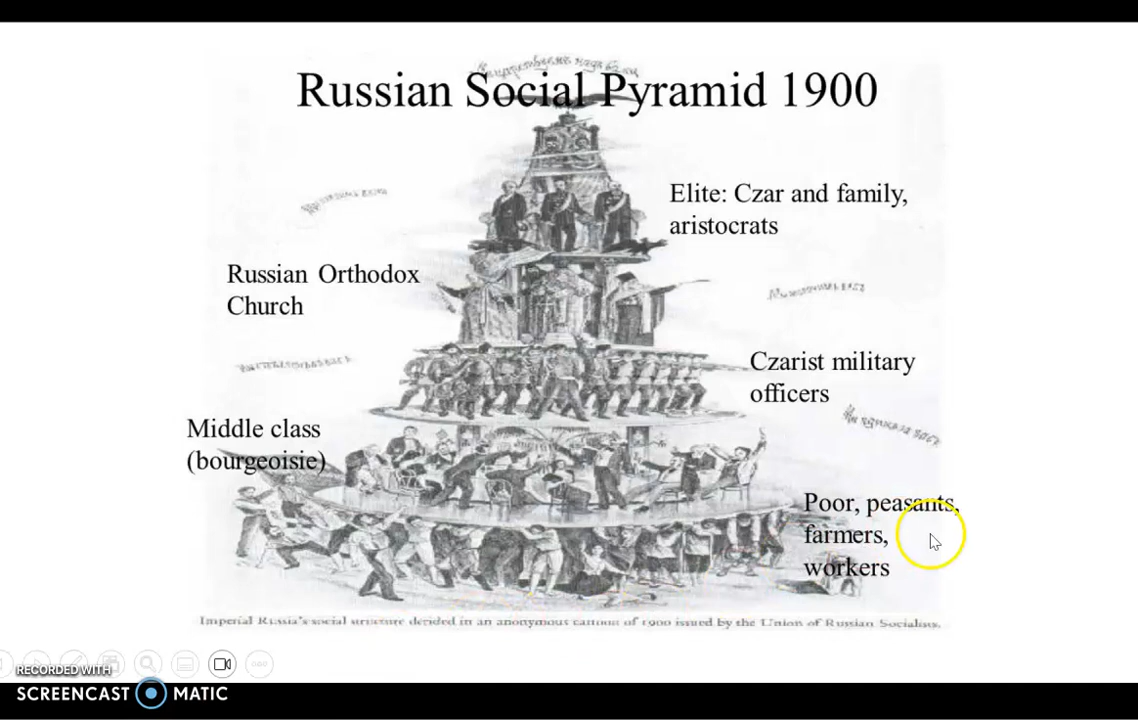 Russian Social Pyramid 1900
Elite: Czar and family,
aristocrats
Russian Orthodox
Church
Czarist military
officers
Middle class
(bourgeoisie)
Poor, peasants,
farmers,
workers
Imperial Russia's social structure derided in an anonymous cartoon of 1900 issued by the Union of Russian Socialists.
RECORDED WITH
SCREENCAST MATIC